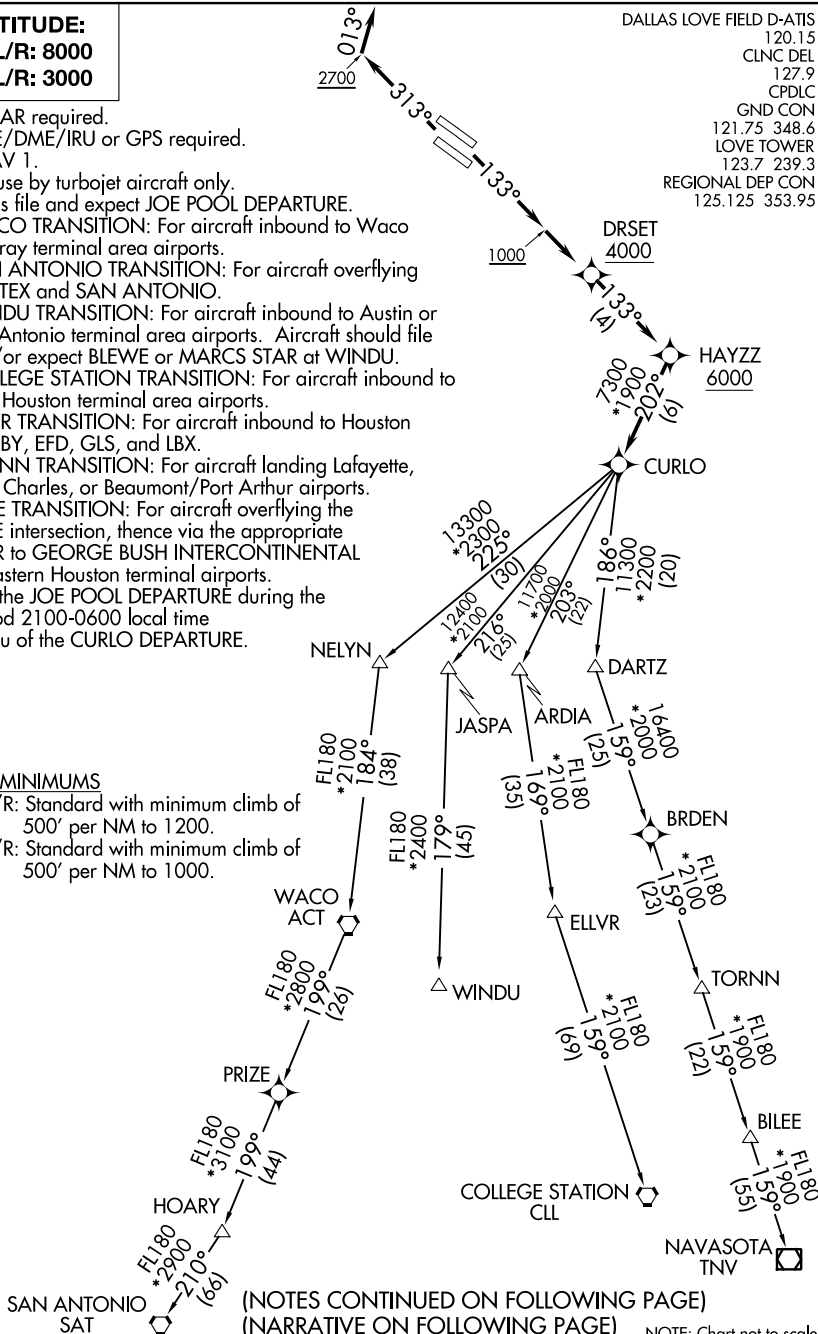 TITUDE:
L/R: 8000
L/R: 3000
AR required.
E/DME/IRU or GPS required.
AV 1.
use by turbojet aircraft only.
s file and expect JOE POOL DEPARTURE.
CO TRANSITION: For aircraft inbound to Waco
ray terminal area airports.
N ANTONIO TRANSITION: For aircraft overflying
TEX and SAN ANTONIO.
NDU TRANSITION: For aircraft inbound to Austin or
Antonio terminal area airports. Aircraft should file
/or expect BLEWE or MARCS STAR at WINDU.
LLEGE STATION TRANSITION: For aircraft inbound to
Houston terminal area airports.
R TRANSITION: For aircraft inbound to Houston
BY, EFD, GLS, and LBX.
NN TRANSITION: For aircraft landing Lafayette,
Charles, or Beaumont/Port Arthur airports.
E TRANSITION: For aircraft overflying the
E intersection, thence via the appropriate
R to GEORGE BUSH INTERCONTINENTAL
astern Houston terminal airports.
the JOE POOL DEPARTURE during the
od 2100-0600 local time
u of the CURLO DEPARTURE.
MINIMUMS
/R: Standard with minimum climb of
500' per NM to 1200.
/R: Standard with minimum climb of
500' per NM to 1000.
DALLAS LOVE FIELD D-ATIS
120.15
CLNC DEL
127.9
CPDLC
GND CON
121.75 348.6
LOVE TOWER
123.7 239.3
REGIONAL DEP CON
125.125 353.95
013°
2700
313°
133°
1000
DRSET
4000
133°
(4)
HAYZZ
6000
7300
*1900
202°
(6)
CURLO
13300
*2300
225°
(30)
12400
*2100
216°
(25)
11700
*2000
203°
(22)
186°
11300
*2200
(20)
NELYN
JASPA
ARDIA
DARTZ
FL180
*2100
184°
(38)
FL180
*2400
179°
(45)
FL180
*2100
169°
(35)
16400
*2000
159°
(25)
BRDEN
FL180
*2100
159°
(23)
WACO
ACT
WINDU
ELLVR
TORNN
FL180
*2800
199°
(26)
FL180
*2100
159°
(69)
FL180
*1900
159°
(22)
PRIZE
BILEE
FL180
*3100
199°
(44)
FL180
*1900
159°
(55)
HOARY
COLLEGE STATION
CLL
NAVASOTA
TNV
FL180
*2900
210°
(66)
SAN ANTONIO
SAT
(NOTES CONTINUED ON FOLLOWING PAGE)
(NARRATIVE ON FOLLOWING PAGE)
NOTE: Chart not to scale